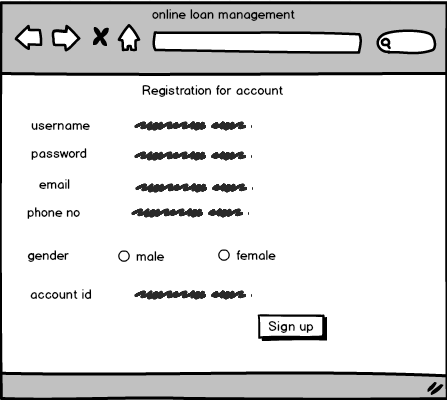 online loan management
Registration for account
username
password
email
phone no
gender male female
account id
Sign up